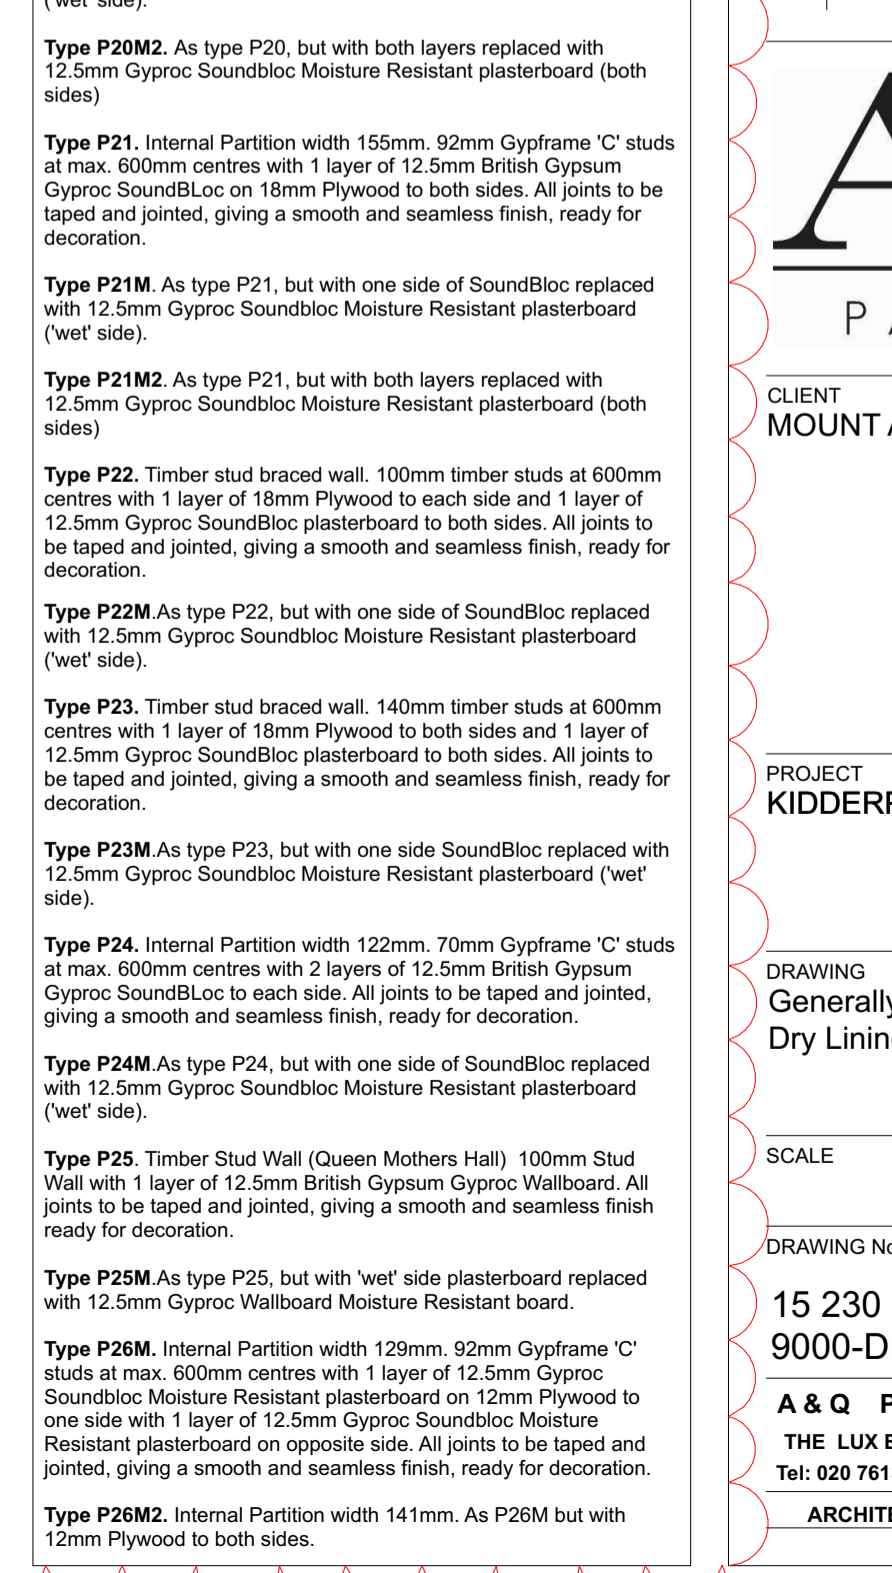 ('wet' side).
Type P20M2. As type P20, but with both layers replaced with
12.5mm Gyproc Soundbloc Moisture Resistant plasterboard (both
sides)
Type P21. Internal Partition width 155mm. 92mm Gypframe 'C' studs
at max. 600mm centres with 1 layer of 12.5mm British Gypsum
Gyproc SoundBLoc on 18mm Plywood to both sides. All joints to be
taped and jointed, giving a smooth and seamless finish, ready for
decoration.
Type P21M. As type P21, but with one side of SoundBloc replaced
with 12.5mm Gyproc Soundbloc Moisture Resistant plasterboard
('wet' side).
Type P21M2. As type P21, but with both layers replaced with
12.5mm Gyproc Soundbloc Moisture Resistant plasterboard (both
sides)
Type P22. Timber stud braced wall. 100mm timber studs at 600mm
centres with 1 layer of 18mm Plywood to each side and 1 layer of
12.5mm Gyproc SoundBloc plasterboard to both sides. All joints to
be taped and jointed, giving a smooth and seamless finish, ready for
decoration.
Type P22M.As type P22, but with one side of SoundBloc replaced
with 12.5mm Gyproc Soundbloc Moisture Resistant plasterboard
('wet' side).
Type P23. Timber stud braced wall. 140mm timber studs at 600mm
centres with 1 layer of 18mm Plywood to both sides and 1 layer of
12.5mm Gyproc SoundBloc plasterboard to both sides. All joints to
be taped and jointed, giving a smooth and seamless finish, ready for
decoration.
Type P23M.As type P23, but with one side SoundBloc replaced with
12.5mm Gyproc Soundbloc Moisture Resistant plasterboard ('wet'
side).
Type P24. Internal Partition width 122mm. 70mm Gypframe 'C' studs
at max. 600mm centres with 2 layers of 12.5mm British Gypsum
Gyproc SoundBLoc to each side. All joints to be taped and jointed,
giving a smooth and seamless finish, ready for decoration.
Type P24M.As type P24, but with one side of SoundBloc replaced
with 12.5mm Gyproc Soundbloc Moisture Resistant plasterboard
('wet' side).
Type P25. Timber Stud Wall (Queen Mothers Hall) 100mm Stud
Wall with 1 layer of 12.5mm British Gypsum Gyproc Wallboard. All
joints to be taped and jointed, giving a smooth and seamless finish
ready for decoration.
Type P25M.As type P25, but with 'wet' side plasterboard replaced
with 12.5mm Gyproc Wallboard Moisture Resistant board.
Type P26M. Internal Partition width 129mm. 92mm Gypframe 'C'
studs at max. 600mm centres with 1 layer of 12.5mm Gyproc
Soundbloc Moisture Resistant plasterboard on 12mm Plywood to
one side with 1 layer of 12.5mm Gyproc Soundbloc Moisture
Resistant plasterboard on opposite side. All joints to be taped and
jointed, giving a smooth and seamless finish, ready for decoration.
Type P26M2. Internal Partition width 141mm. As P26M but with
12mm Plywood to both sides.
A
P
CLIENT
MOUNT
PROJECT
KIDDERP
DRAWING
Generally
Dry Linin
SCALE
DRAWING No
15 230
9000-D
A & Q P
THE LUX
Tel: 020 761
ARCHITE